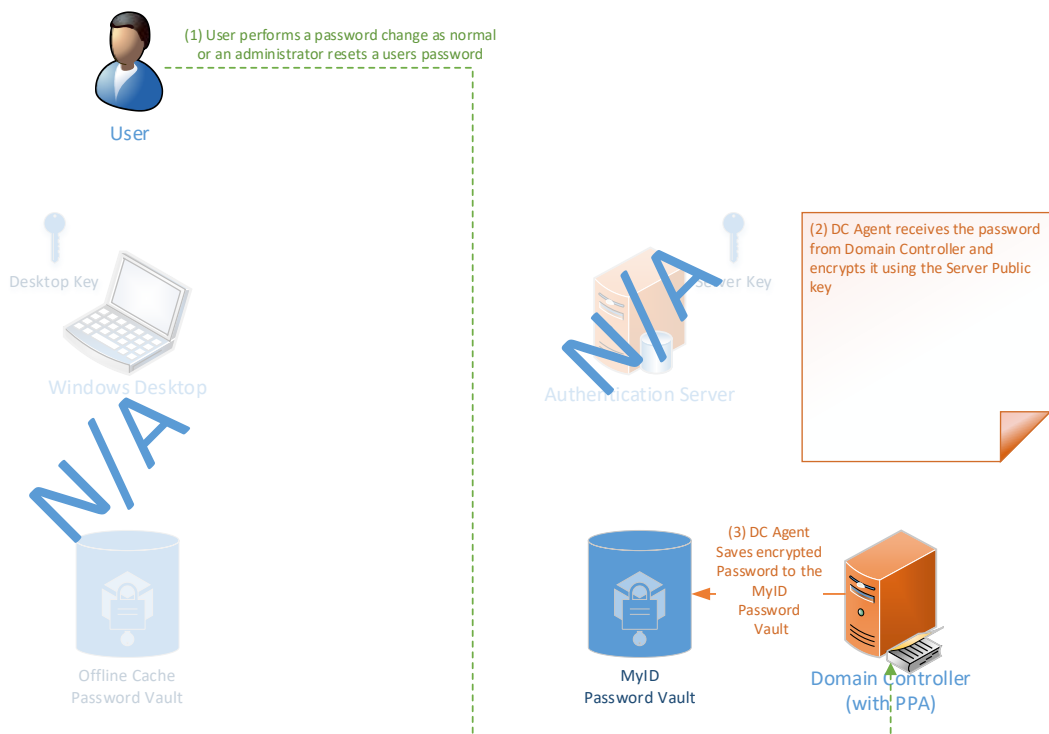 (1) User performs a password change as normal
or an administrator resets a users password
User
Desktop Key
Windows Desktop
N/A
Server Key
N/A
Authentication Server
(2) DC Agent receives the password
from Domain Controller and
encrypts it using the Server Public
key
Offline Cache
Password Vault
(3) DC Agent
Saves encrypted
Password to the
MyID
Password
Vault
MyID
Password Vault
Domain Controller
(with PPA)